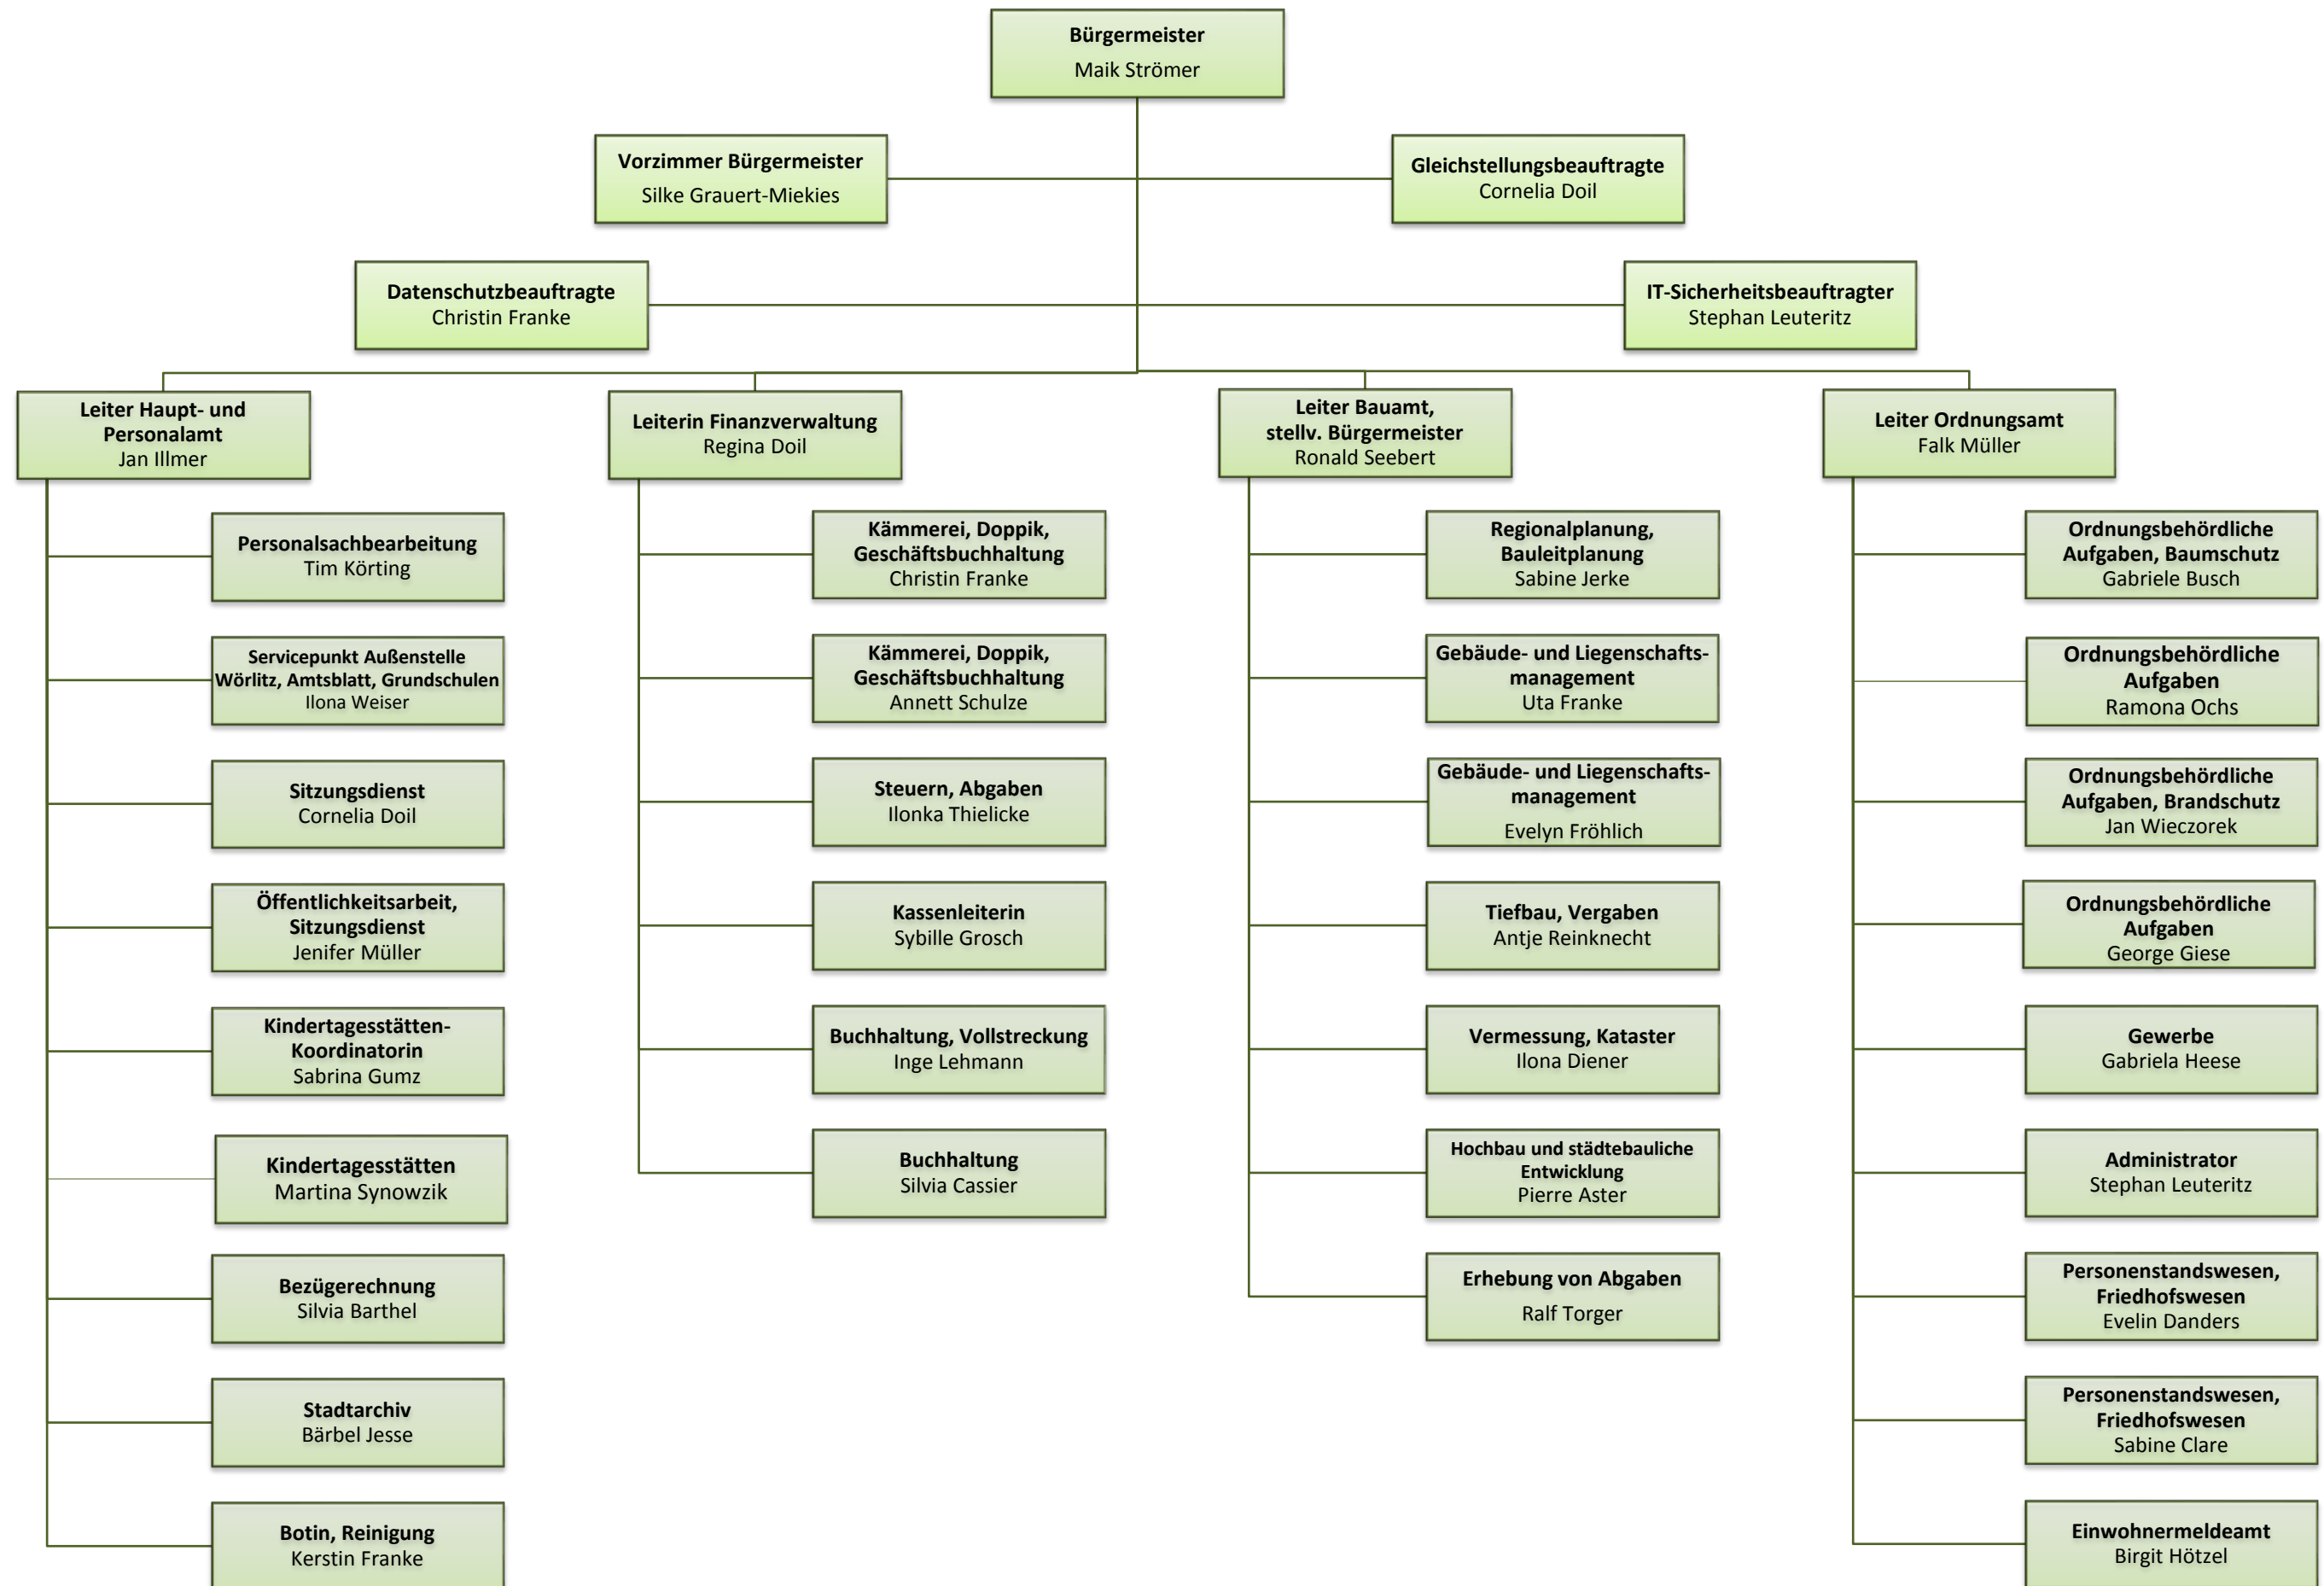 Bürgermeister
Maik Strömer
Vorzimmer Bürgermeister
Silke Grauert-Miekies
Gleichstellungsbeauftragte
Cornelia Doil
Datenschutzbeauftragte
Christin Franke
IT-Sicherheitsbeauftragter
Stephan Leuteritz
Leiter Haupt- und
Personalamt
Jan Illmer
Leiterin Finanzverwaltung
Regina Doil
Leiter Bauamt,
stellv. Bürgermeister
Ronald Seebert
Leiter Ordnungsamt
Falk Müller
Personalsachbearbeitung
Tim Körting
Servicepunkt Außenstelle
Wörlitz, Amtsblatt, Grundschulen
Ilona Weiser
Sitzungsdienst
Cornelia Doil
Öffentlichkeitsarbeit,
Sitzungsdienst
Jenifer Müller
Kindertagesstätten-
Koordinatorin
Sabrina Gumz
Kindertagesstätten
Martina Synowzik
Bezügerechnung
Silvia Barthel
Stadtarchiv
Bärbel Jesse
Botin, Reinigung
Kerstin Franke
Kämmerei, Doppik,
Geschäftsbuchhaltung
Christin Franke
Kämmerei, Doppik,
Geschäftsbuchhaltung
Annett Schulze
Steuern, Abgaben
Ilonka Thielicke
Kassenleiterin
Sybille Grosch
Buchhaltung, Vollstreckung
Inge Lehmann
Buchhaltung
Silvia Cassier
Regionalplanung,
Bauleitplanung
Sabine Jerke
Gebäude- und Liegenschafts-
management
Uta Franke
Gebäude- und Liegenschafts-
management
Evelyn Fröhlich
Tiefbau, Vergaben
Antje Reinknecht
Vermessung, Kataster
Ilona Diener
Hochbau und städtebauliche
Entwicklung
Pierre Aster
Erhebung von Abgaben
Ralf Torger
Ordnungsbehördliche
Aufgaben, Baumschutz
Gabriele Busch
Ordnungsbehördliche
Aufgaben
Ramona Ochs
Ordnungsbehördliche
Aufgaben, Brandschutz
Jan Wieczorek
Ordnungsbehördliche
Aufgaben
George Giese
Gewerbe
Gabriela Heese
Administrator
Stephan Leuteritz
Personenstandswesen,
Friedhofswesen
Evelin Danders
Personenstandswesen,
Friedhofswesen
Sabine Clare
Einwohnermeldeamt
Birgit Hötzel